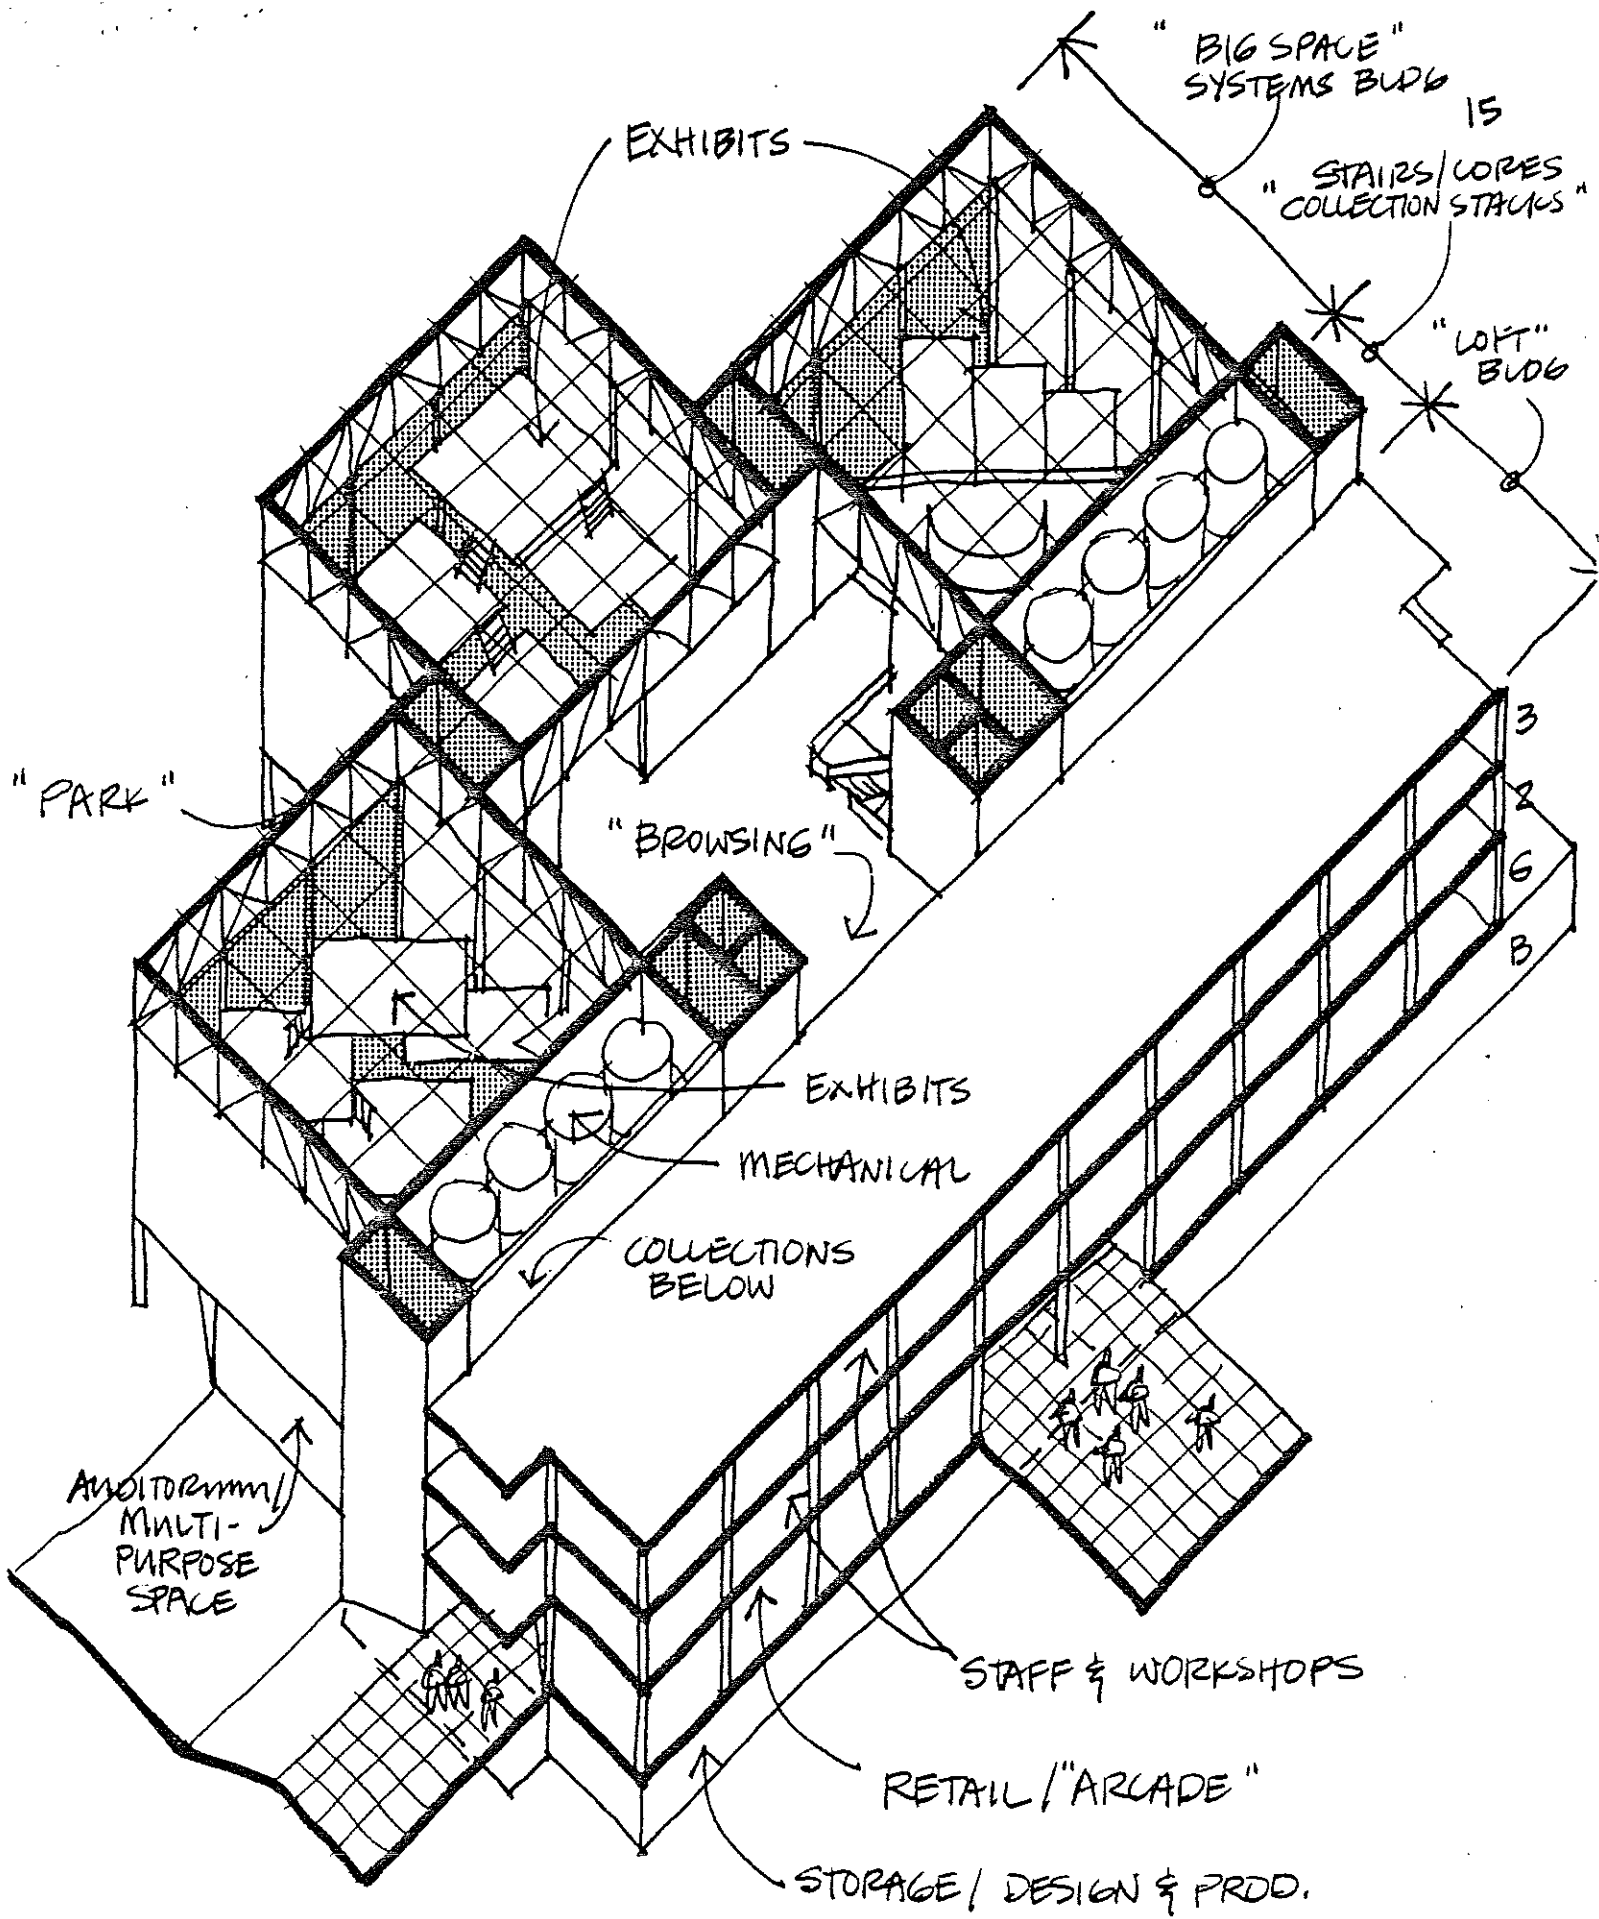 " BIG SPACE "
SYSTEMS BLDG
15
" STAIRS/CORES
COLLECTION STACKS "
" LOFT "
BLDG
EXHIBITS
" PARK "
" BROWSING "
3
2
G
B
EXHIBITS
MECHANICAL
COLLECTIONS
BELOW
AUDITORIUM/
MULTI-
PURPOSE
SPACE
STAFF & WORKSHOPS
RETAIL / "ARCADE "
STORAGE / DESIGN & PROD.